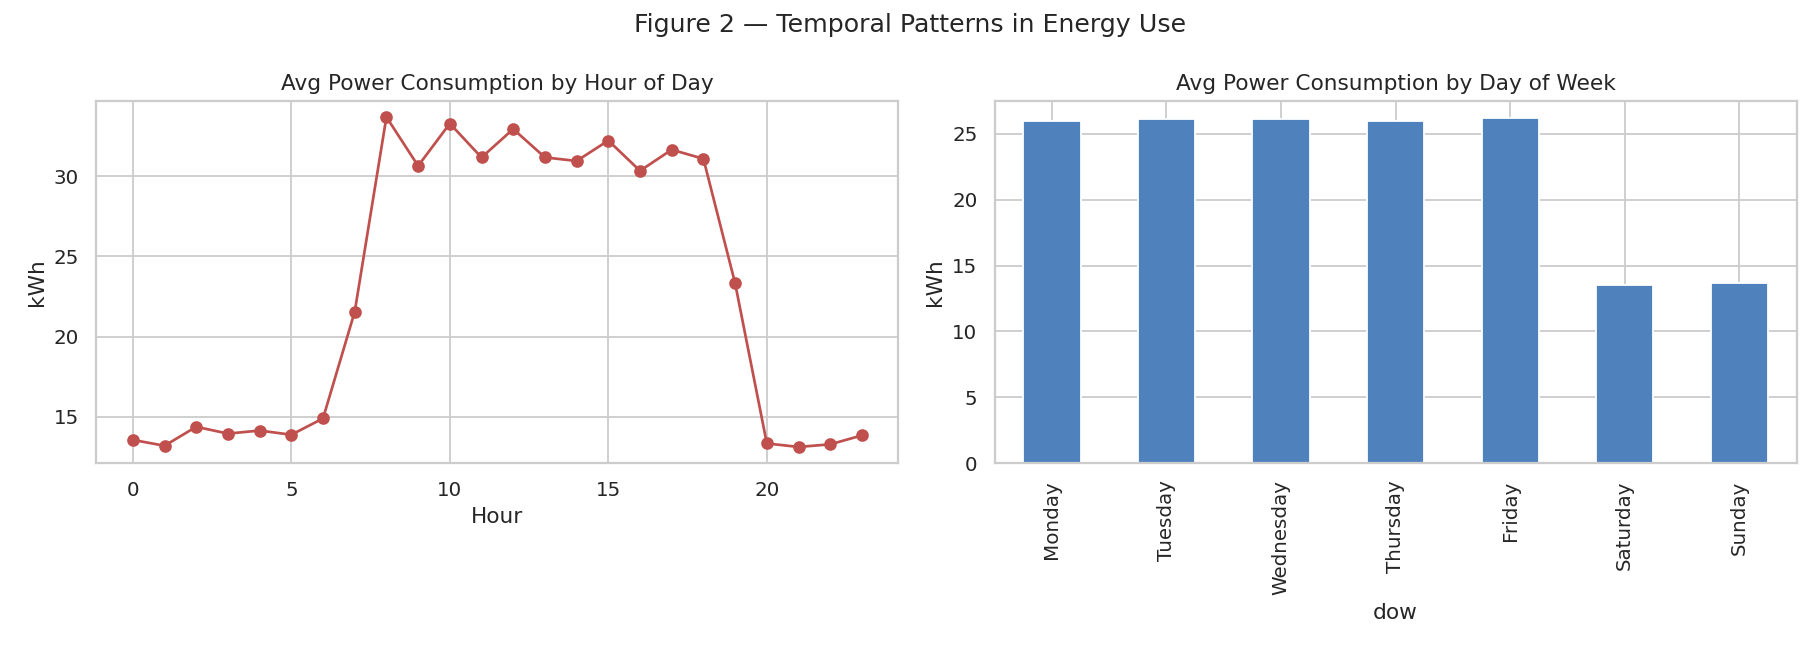 Figure 2 — Temporal Patterns in Energy Use
Avg Power Consumption by Hour of Day
kWh
30
25
20
15
0 5 10 15 20
Hour
Avg Power Consumption by Day of Week
kWh
25
20
15
10
5
0
Monday
Tuesday
Wednesday
Thursday
Friday
Saturday
Sunday
dow